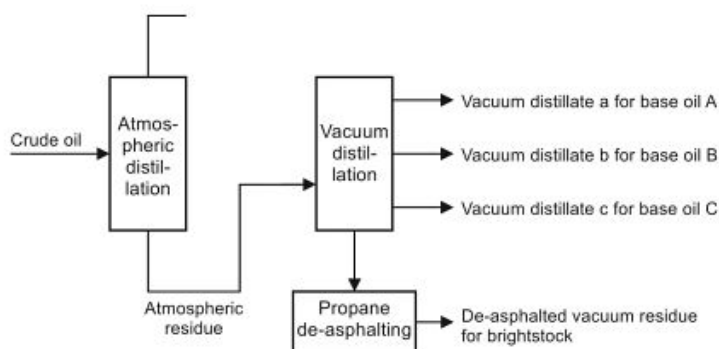 Crude oil
Atmos-
pheric
distil-
lation
Atmospheric
residue
Vacuum
distil-
lation
Vacuum distillate a for base oil A
Vacuum distillate b for base oil B
Vacuum distillate c for base oil C
Propane
de-asphalting
De-asphalted vacuum residue
for brightstock